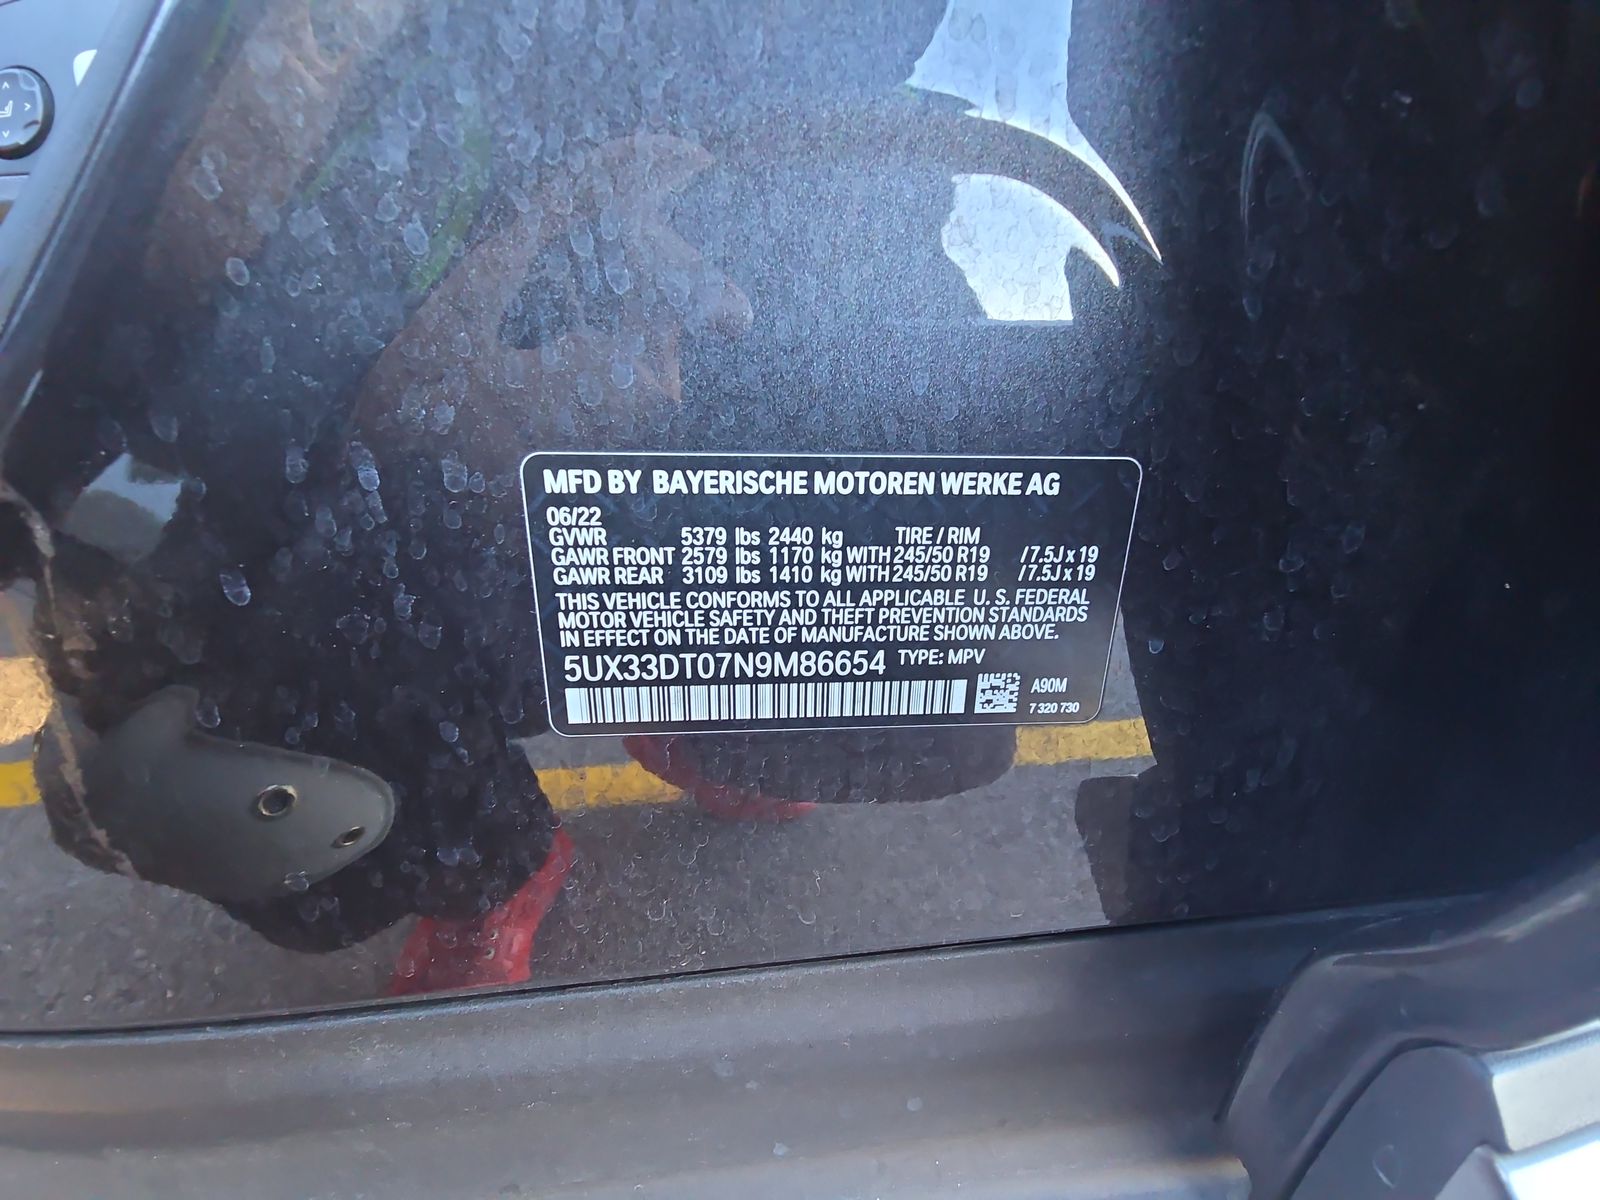 MFD BY BAYERISCHE MOTOREN WERKE AG
06/22
GVWR 5379 lbs 2440 kg TIRE / RIM
GAWR FRONT 2579 lbs 1170 kg WITH 245/50 R19 /7.5J x 19
GAWR REAR 3109 lbs 1410 kg WITH 245/50 R19 /7.5J x 19
THIS VEHICLE CONFORMS TO ALL APPLICABLE U. S. FEDERAL
MOTOR VEHICLE SAFETY AND THEFT PREVENTION STANDARDS
IN EFFECT ON THE DATE OF MANUFACTURE SHOWN ABOVE.
5UX33DT07N9M86654 TYPE: MPV
A90M
7 320 730